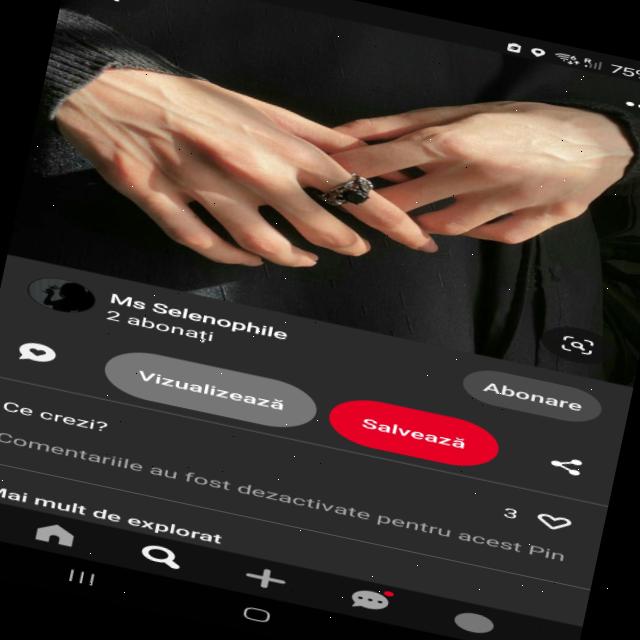 Ms Selenophile
2 abonați
Abonare
Vizualizează
Salvează
Ce crezi?
3
Comentariile au fost dezactivate pentru acest Pin
Mai mult de explorat